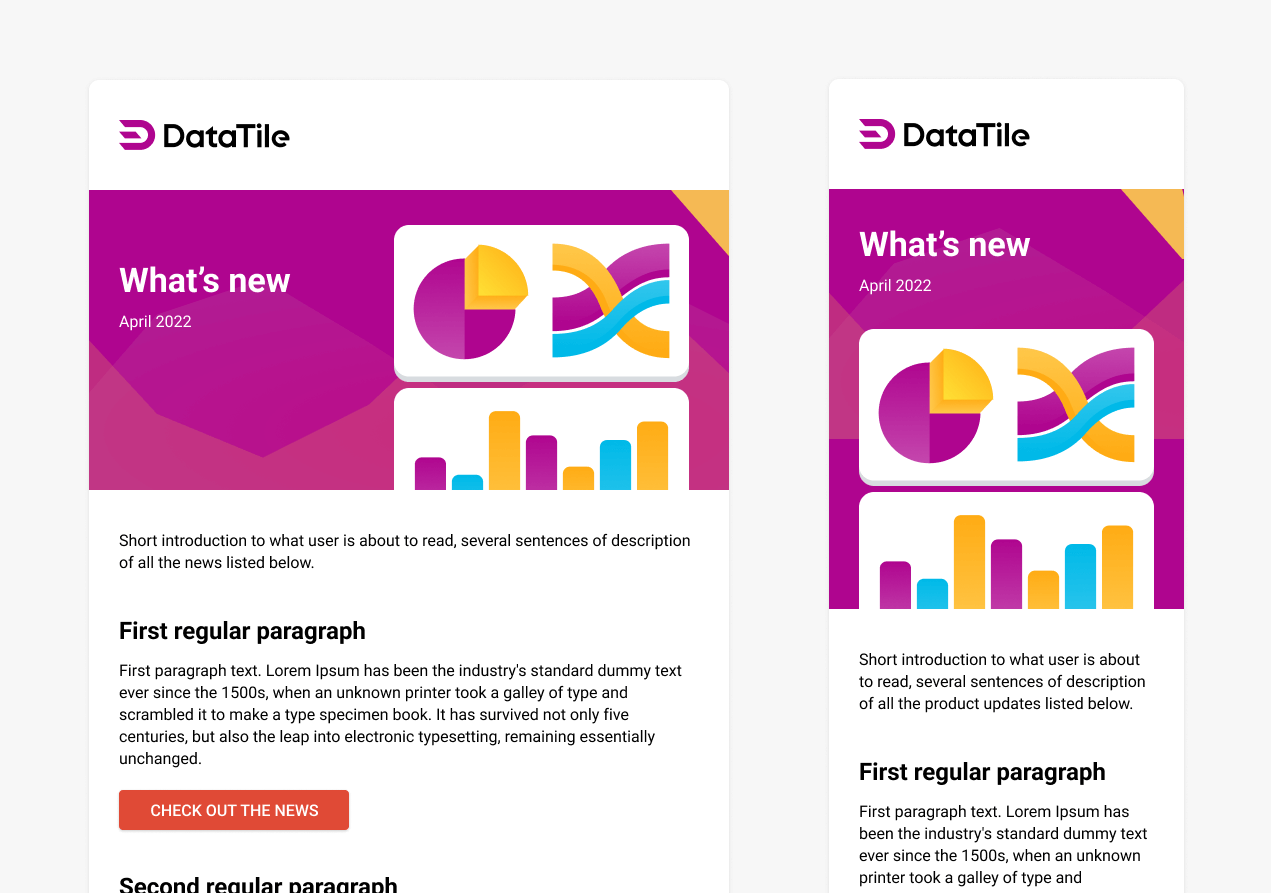 DataTile
What’s new
April 2022
Short introduction to what user is about to read, several sentences of description
of all the news listed below.
First regular paragraph
First paragraph text. Lorem Ipsum has been the industry's standard dummy text
ever since the 1500s, when an unknown printer took a galley of type and
scrambled it to make a type specimen book. It has survived not only five
centuries, but also the leap into electronic typesetting, remaining essentially
unchanged.
CHECK OUT THE NEWS
Second regular paragraph
DataTile
What’s new
April 2022
Short introduction to what user is about
to read, several sentences of description
of all the product updates listed below.
First regular paragraph
First paragraph text. Lorem Ipsum has
been the industry's standard dummy text
ever since the 1500s, when an unknown
printer took a galley of type and